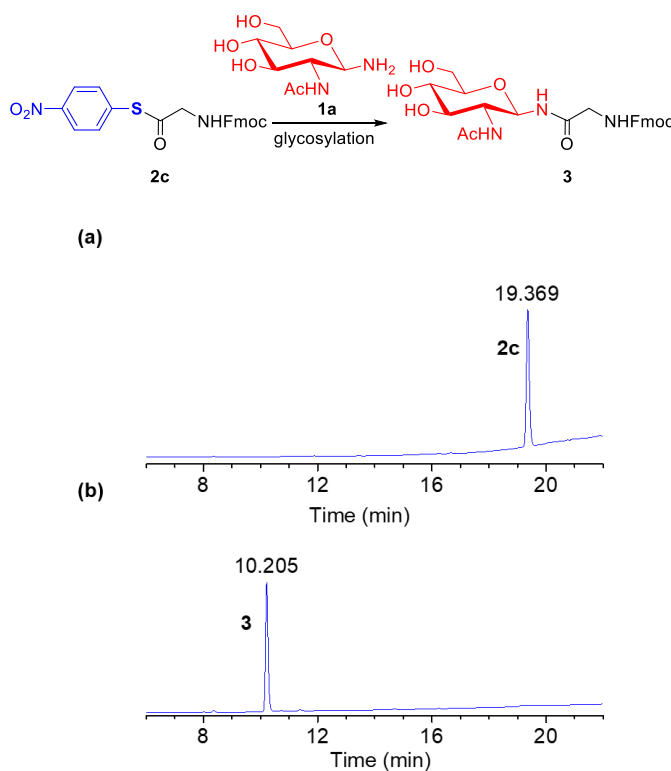 HO
HO
HO
O
NH2
AcHN
1a
glycosylation
NO2
S
O
NHFmoc
2c
HO
HO
HO
O
H
N
AcHN
O
NHFmoc
3
(a)
19.369
2c
8 12 16 20
Time (min)
(b)
10.205
3
8 12 16 20
Time (min)